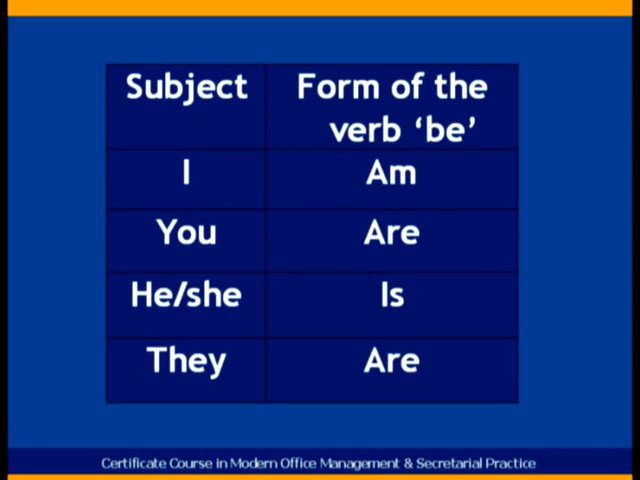 Subject Form of the
verb ‘be’
I Am
You Are
He/she Is
They Are
Certificate Course in Modern Office Management & Secretarial Practice